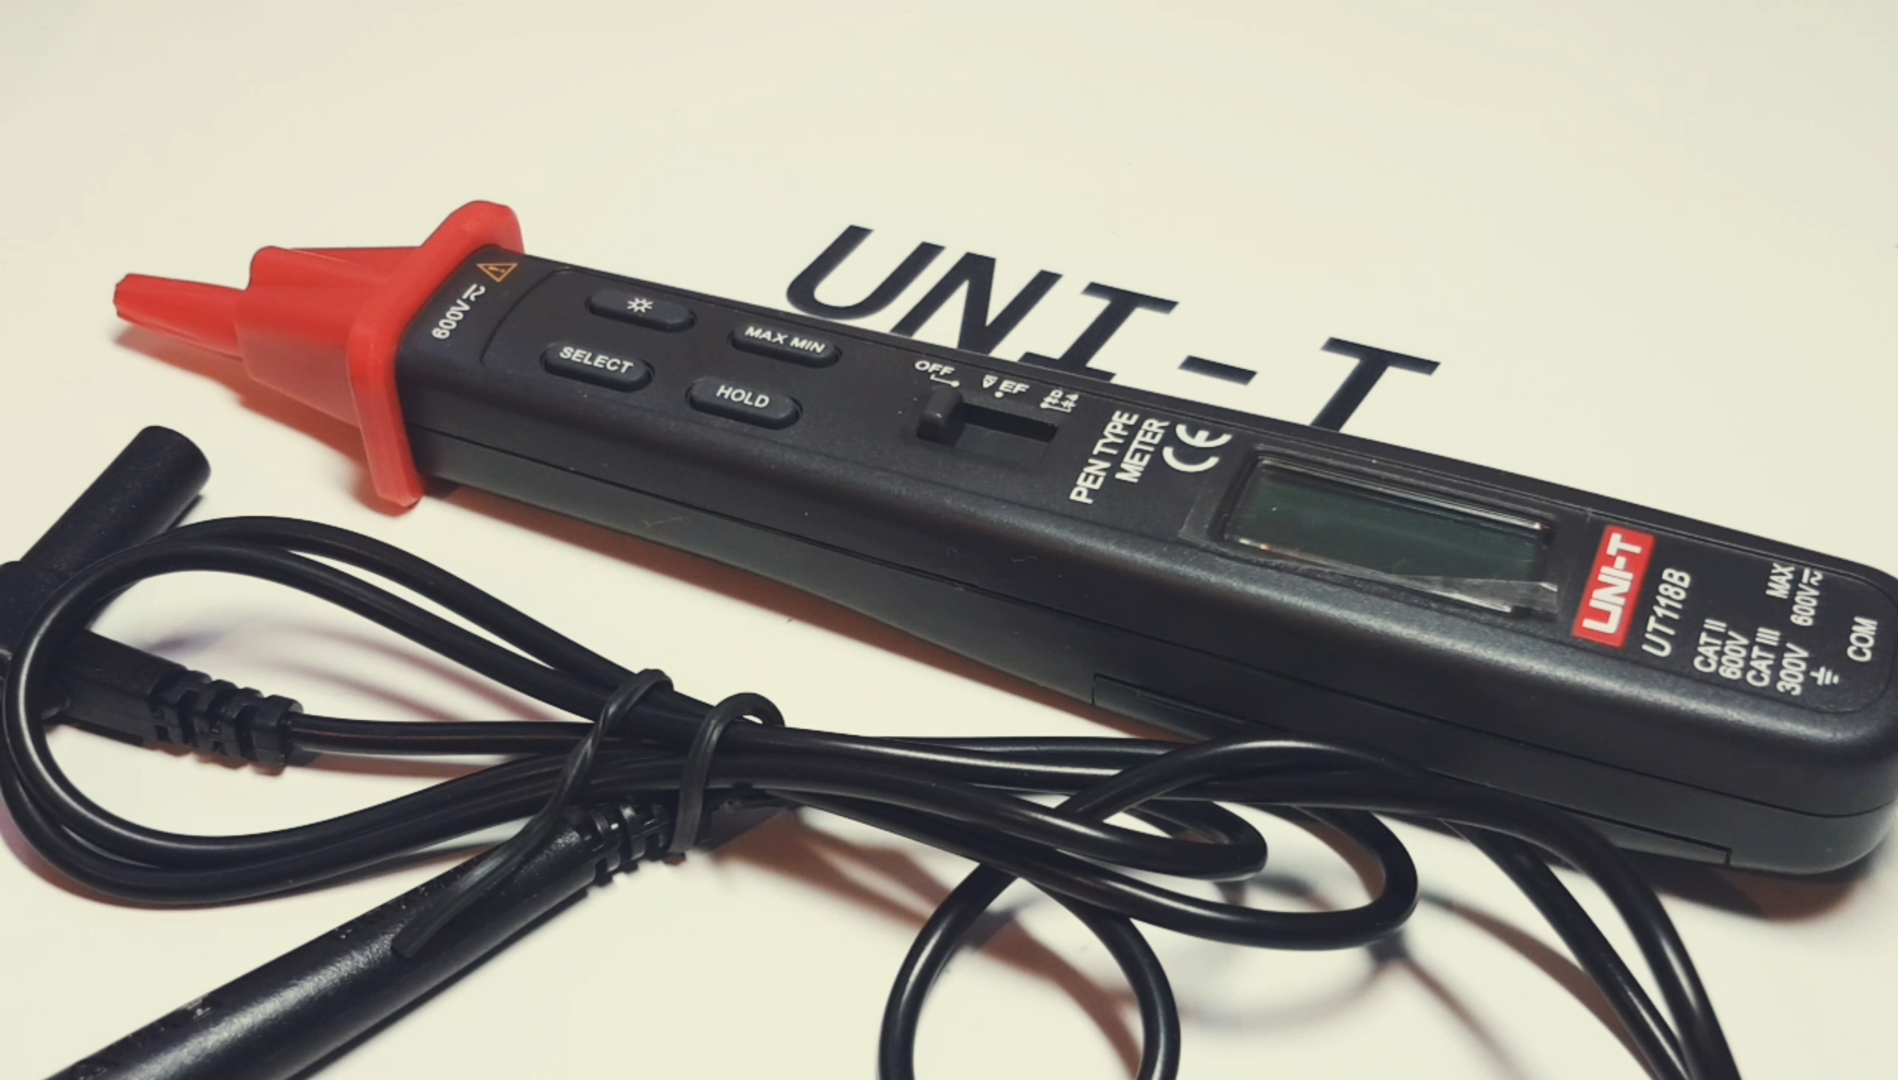 UNI-T
600V
SELECT
MAX MIN
HOLD
OFF
EF
PEN TYPE
METER
CE
UNI-T
UT118B
CAT II
600V
CAT III
300V
MAX
600V
COM